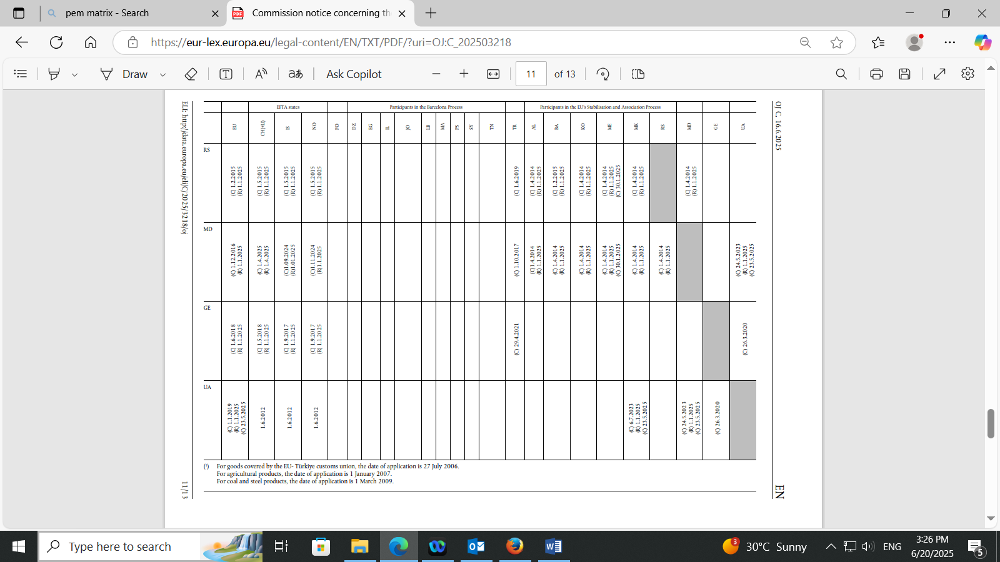 pem matrix - Search
Commission notice concerning th
https://eur-lex.europa.eu/legal-content/EN/TXT/PDF/?uri=OJ:C_202503218
Draw
Ask Copilot
11 of 13
ELI: http://data.europa.eu/eli/C/2025/3218/oj
11/13
OJ C, 16.6.2025
EN
EFTA states Participants in the Barcelona Process Participants in the EU's Stabilisation and Association Process
EU CH(+LI) IS NO FO DZ EG IL JO LB MA PS SY TN TR AL BA KO ME MK RS MD GE UA
RS
(C) 1.2.2015
(R) 1.1.2025
(C) 1.5.2015
(R) 1.1.2025
(C) 1.5.2015
(R) 1.1.2025
(C) 1.5.2015
(R) 1.1.2025
(C) 1.6.2019
(C) 1.4.2014
(R) 1.1.2025
(C) 1.2.2015
(R) 1.1.2025
(C) 1.4.2014
(R) 1.1.2025
(C) 1.4.2014
(R) 1.1.2025
(C) 30.1.2025
(C) 1.4.2014
(R) 1.1.2025
(C) 1.4.2014
(R) 1.1.2025
MD
(C) 1.12.2016
(R) 1.1.2025
(C) 1.4.2025
(R) 1.4.2025
(C)1.09.2024
(R)1.01.2025
(C)1.11.2024
(R)1.1.2025
(C) 1.10.2017
(C)1.4.2014
(R) 1.1.2025
(C) 1.4.2014
(R) 1.1.2025
(C) 1.4.2014
(R) 1.1.2025
(C) 1.4.2014
(R) 1.1.2025
(C) 30.1.2025
(C) 1.4.2014
(R) 1.1.2025
(C) 1.4.2014
(R) 1.1.2025
(C) 24.5.2023
(R) 1.1.2025
(C) 23.5.2025
GE
(C) 1.6.2018
(R) 1.1.2025
(C) 1.5.2018
(R) 1.1.2025
(C) 1.9.2017
(R) 1.1.2025
(C) 1.9.2017
(R) 1.1.2025
(C) 29.4.2021
(C) 26.3.2020
UA
(C) 1.1.2019
(R) 1.1.2025
(C) 23.5.2025
1.6.2012
1.6.2012
1.6.2012
(C) 6.7.2023
(R) 1.1.2025
(C) 23.5.2025
(C) 24.5.2023
(R) 1.1.2025
(C) 23.5.2025
(C) 26.3.2020
(¹) For goods covered by the EU- Türkiye customs union, the date of application is 27 July 2006.
For agricultural products, the date of application is 1 January 2007.
For coal and steel products, the date of application is 1 March 2009.
Type here to search
3
30°C Sunny
ENG
3:26 PM
6/20/2025
5